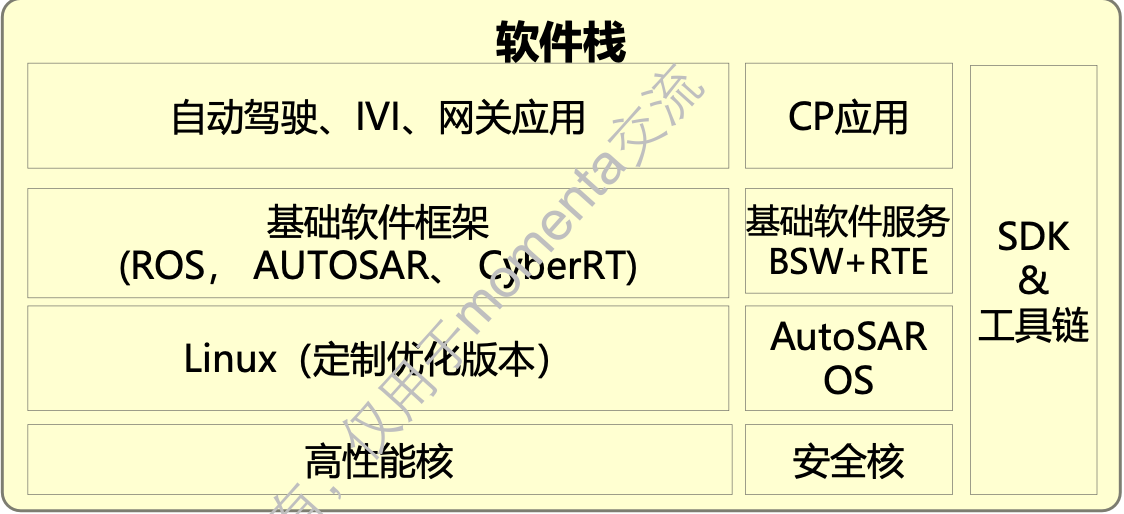 软件栈
自动驾驶、IVI、网关应用
CP应用
基础软件框架
(ROS， AUTOSAR、 CyberRT)
基础软件服务
BSW+RTE
SDK
&
工具链
Linux（定制优化版本）
AutoSAR
OS
高性能核
安全核
有，仅用于momenta交流